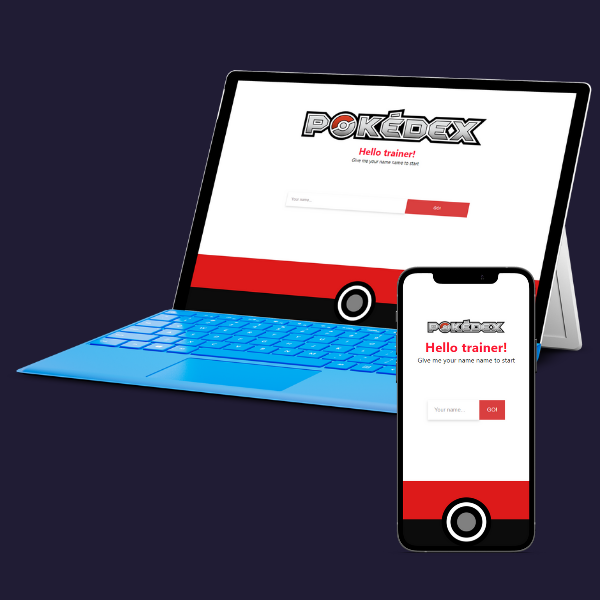 POKÉDEX
Hello trainer!
Give me your name to start
Your name...
GO!
POKÉDEX
Hello trainer!
Give me your name name to start
Your name...
GO!